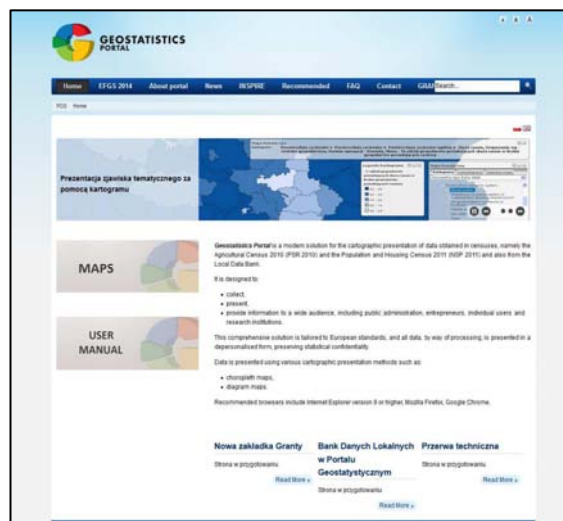 A A A
GEOSTATISTICS
PORTAL
Home EFGS 2014 About portal News INSPIRE Recommended FAQ Contact GRAN Search...
PGS Home
Prezentacja zjawiska tematycznego za
pomocą kartogramu
MAPS
USER
MANUAL
Geostatistics Portal is a modern solution for the cartographic presentation of data obtained in censuses, namely the
Agricultural Census 2010 (PSR 2010) and the Population and Housing Census 2011 (NSP 2011) and also from the
Local Data Bank.
It is designed to:
• collect,
• present,
• provide information to a wide audience, including public administration, entrepreneurs, individual users and
research institutions.
This comprehensive solution is tailored to European standards, and all data, by way of processing, is presented in a
depersonalised form, preserving statistical confidentiality.
Data is presented using various cartographic presentation methods such as:
• choropleth maps,
• diagram maps.
Recommended browsers include Internet Explorer version 9 or higher, Mozilla Firefox, Google Chrome.
Nowa zakładka Granty
Strona w przygotowaniu
Read More »
Bank Danych Lokalnych
w Portalu
Geostatystycznym
Strona w przygotowaniu
Read More »
Przerwa techniczna
Strona w przygotowaniu
Read More »